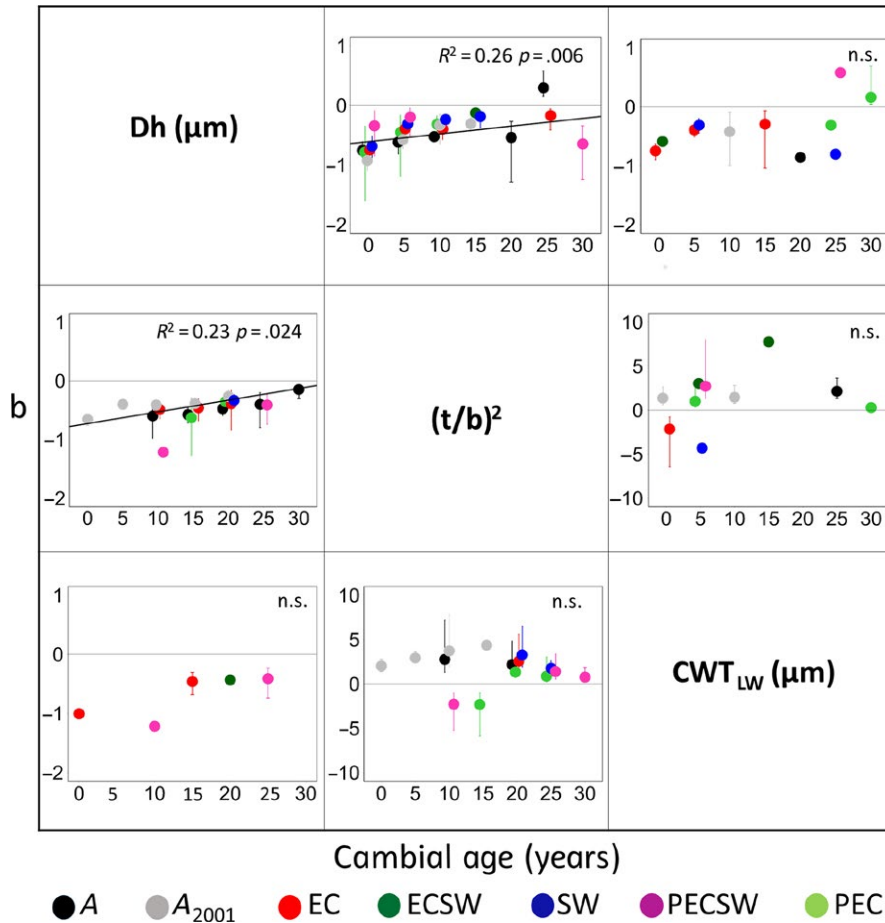 Dh (μm)
1
0
–1
–2
R² = 0.26 p = .006
0 5 10 15 20 25 30
1
0
–1
–2
n.s.
0 5 10 15 20 25 30
b
1
0
–1
–2
R² = 0.23 p = .024
0 5 10 15 20 25 30
(t/b)²
10
5
0
–5
–10
n.s.
0 5 10 15 20 25 30
1
0
–1
–2
n.s.
0 5 10 15 20 25 30
10
5
0
–5
–10
n.s.
0 5 10 15 20 25 30
CWT_LW (μm)
Cambial age (years)
A A2001 EC ECSW SW PECSW PEC